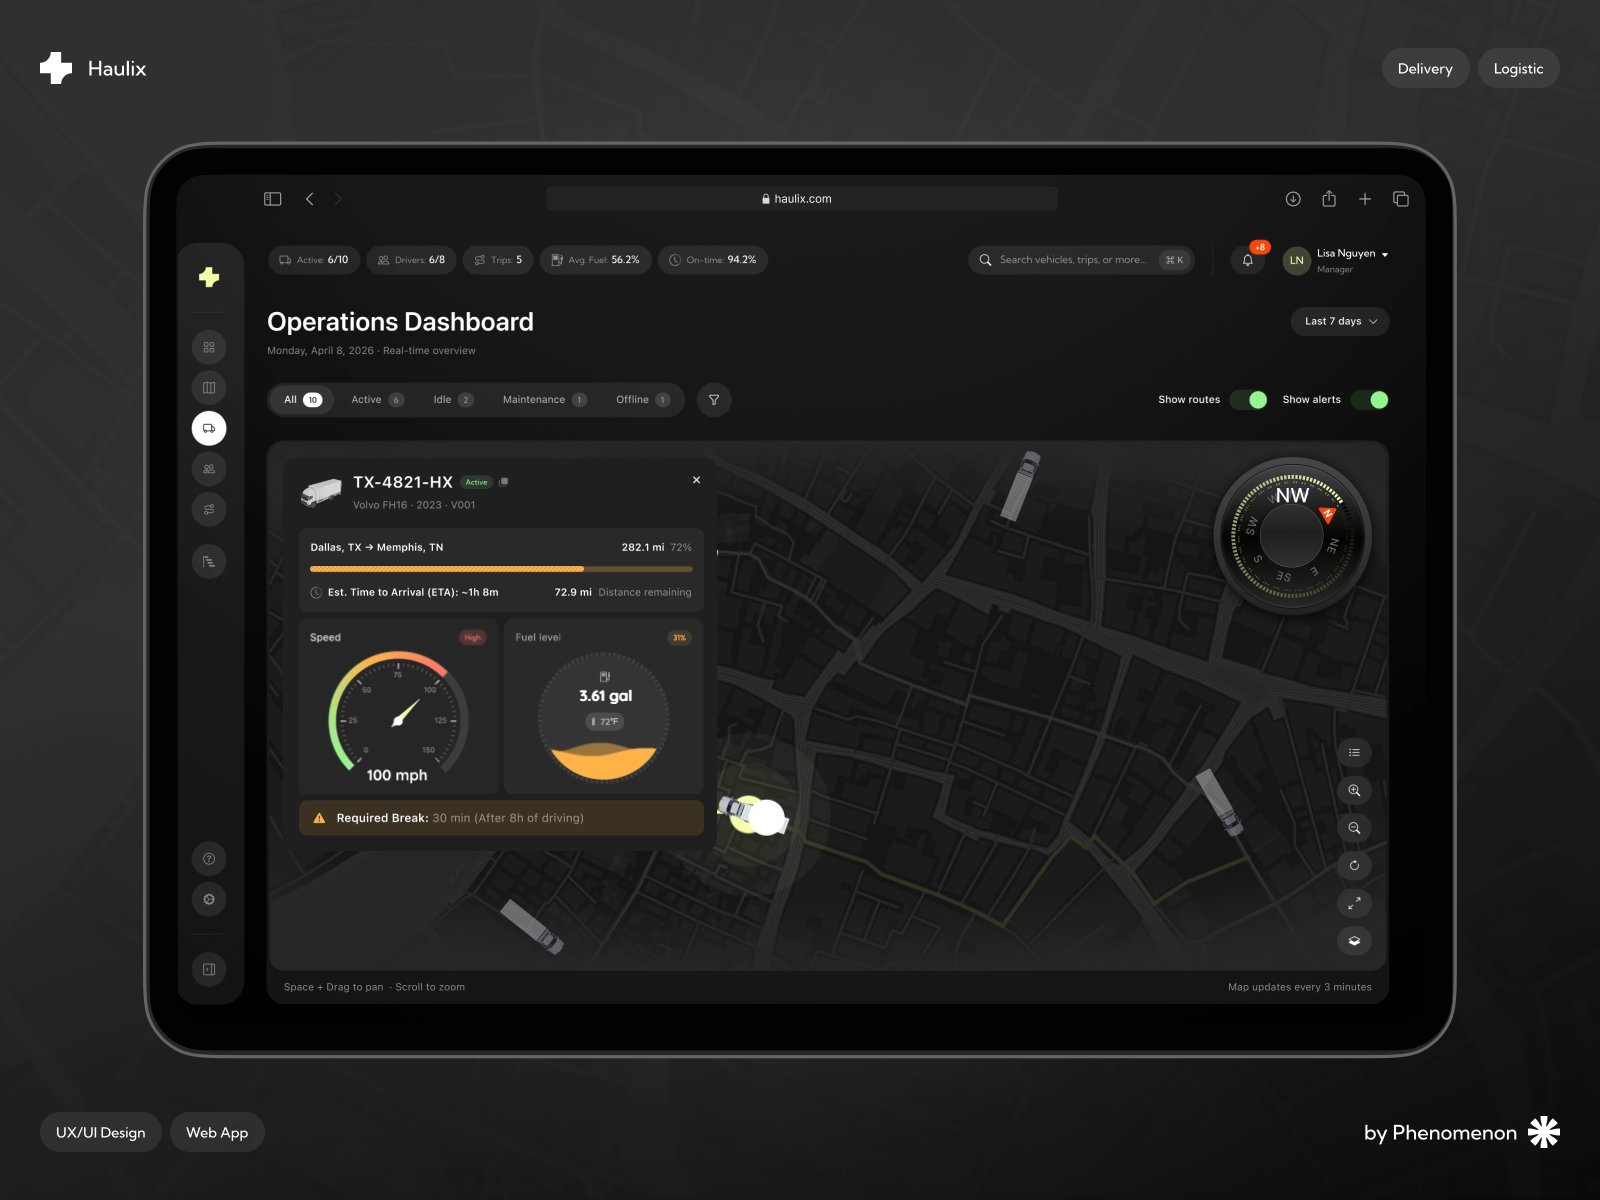 Haulix
Delivery
Logistic
haulix.com
Active: 6/10
Drivers: 6/8
Trips: 5
Avg. Fuel: 56.2%
On-time: 94.2%
Search vehicles, trips, or more...
⌘ K
+8
LN
Lisa Nguyen
Manager
Operations Dashboard
Last 7 days
Monday, April 8, 2026 · Real-time overview
All 10
Active 6
Idle 2
Maintenance 1
Offline 1
Show routes
Show alerts
TX-4821-HX
Active
Volvo FH16 · 2023 · V001
Dallas, TX → Memphis, TN
282.1 mi 72%
Est. Time to Arrival (ETA): ~1h 8m
72.9 mi Distance remaining
Speed
High
0
25
50
75
100
125
150
100 mph
Fuel level
31%
3.61 gal
72°F
Required Break: 30 min (After 8h of driving)
NW
W
N
SW
NE
S
SE
E
Space + Drag to pan · Scroll to zoom
Map updates every 3 minutes
UX/UI Design
Web App
by Phenomenon